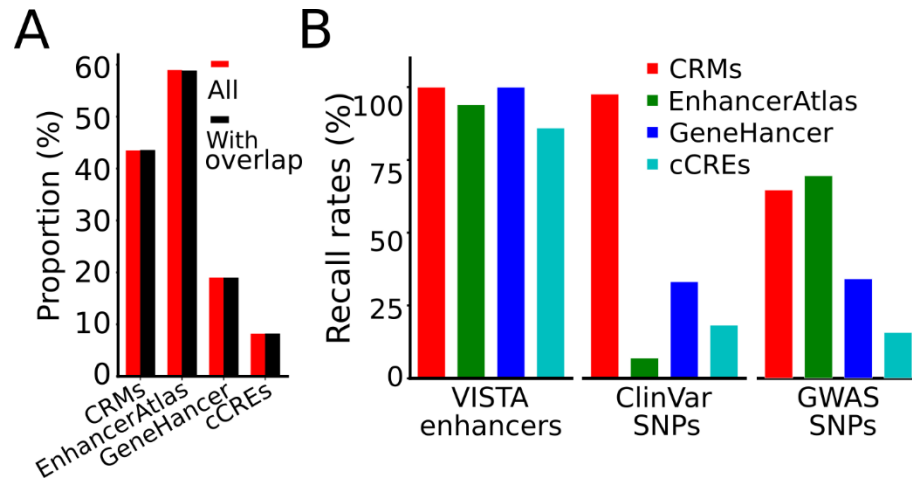 A
Proportion (%)
60
50
40
30
20
10
0
All
With
overlap
CRMs
EnhancerAtlas
GeneHancer
cCREs
B
Recall rates (%)
100
75
50
25
0
CRMs
EnhancerAtlas
GeneHancer
cCREs
VISTA
enhancers
ClinVar
SNPs
GWAS
SNPs